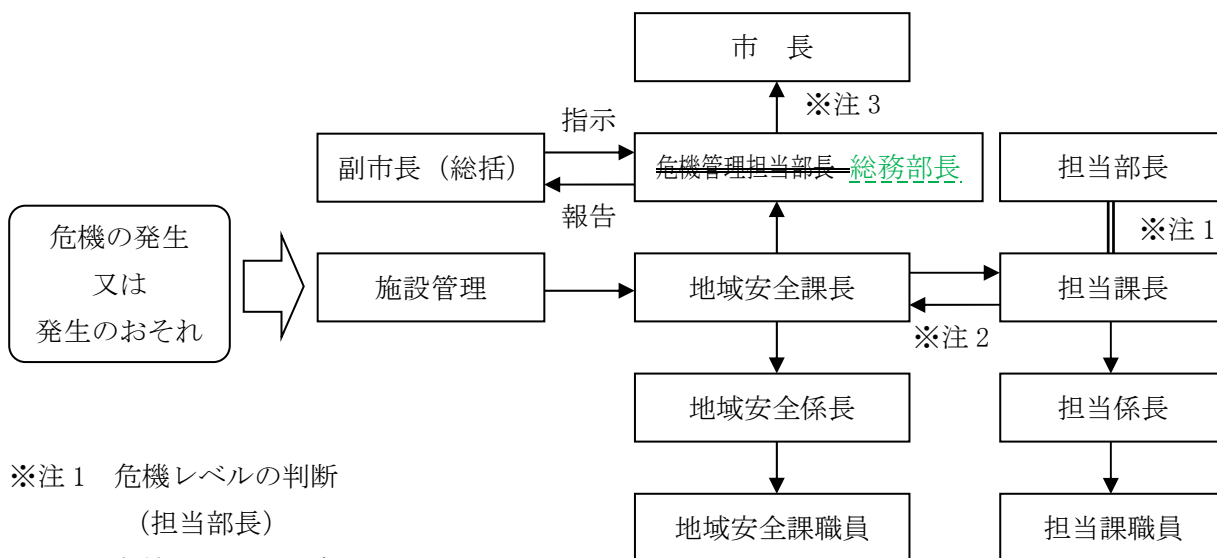 市　長
※注３
指示
副市長（総括）
危機管理担当部長 総務部長
担当部長
報告
※注１
危機の発生
又は
発生のおそれ
施設管理
地域安全課長
担当課長
※注２
地域安全係長
担当係長
※注１　危機レベルの判断
（担当部長）
地域安全課職員
担当課職員